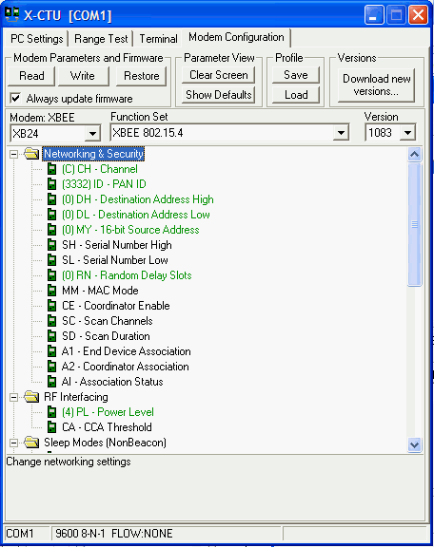 X-CTU [COM1]
PC Settings Range Test Terminal Modem Configuration
Modem Parameters and Firmware Parameter View Profile Versions
Read Write Restore Clear Screen Save Download new versions...
Always update firmware Show Defaults Load
Modem: XBEE Function Set Version
XB24 XBEE 802.15.4 1083
Networking & Security
(C) CH - Channel
(3332) ID - PAN ID
(0) DH - Destination Address High
(0) DL - Destination Address Low
(0) MY - 16-bit Source Address
SH - Serial Number High
SL - Serial Number Low
(0) RN - Random Delay Slots
MM - MAC Mode
CE - Coordinator Enable
SC - Scan Channels
SD - Scan Duration
A1 - End Device Association
A2 - Coordinator Association
AI - Association Status
RF Interfacing
(4) PL - Power Level
CA - CCA Threshold
Sleep Modes (NonBeacon)
Change networking settings
COM1 9600 8-N-1 FLOW:NONE